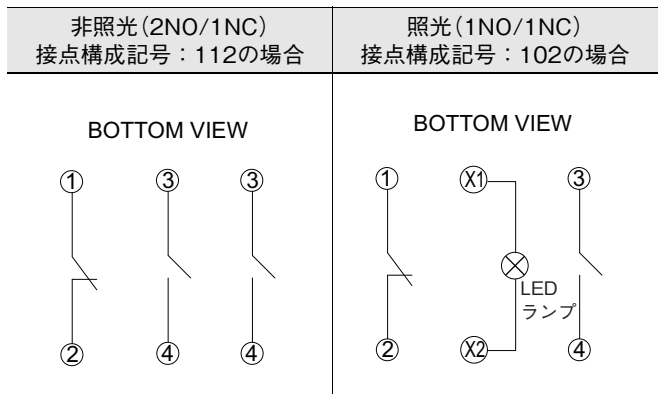 非照光（2NO/1NC）
接点構成記号：112の場合
照光（1NO/1NC）
接点構成記号：102の場合
BOTTOM VIEW
① ③ ③
② ④ ④
BOTTOM VIEW
① X1 ③
LED
ランプ
② X2 ④